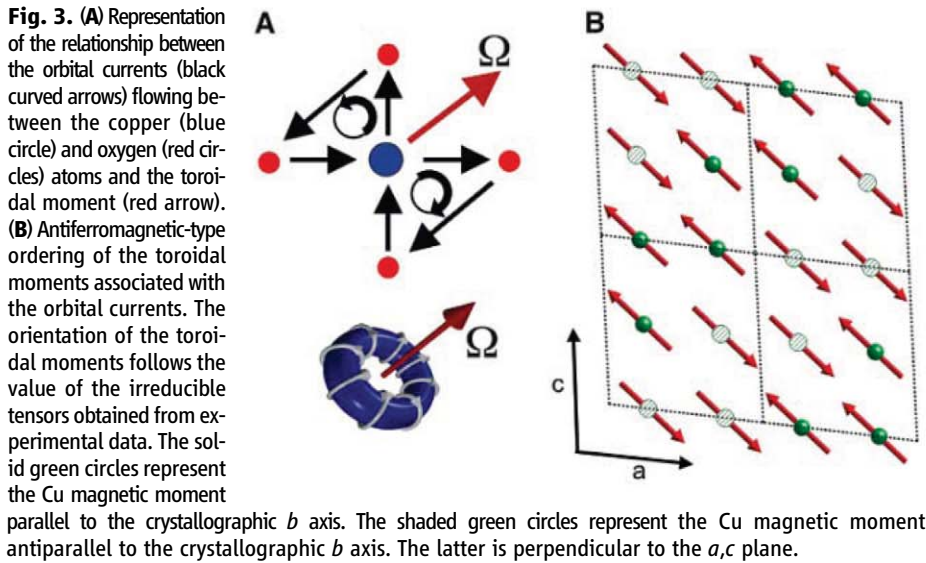 Fig. 3. (A) Representation
of the relationship between
the orbital currents (black
curved arrows) flowing be-
tween the copper (blue
circle) and oxygen (red cir-
cles) atoms and the toroi-
dal moment (red arrow).
(B) Antiferromagnetic-type
ordering of the toroidal
moments associated with
the orbital currents. The
orientation of the toroi-
dal moments follows the
value of the irreducible
tensors obtained from ex-
perimental data. The sol-
id green circles represent
the Cu magnetic moment
parallel to the crystallographic b axis. The shaded green circles represent the Cu magnetic moment
antiparallel to the crystallographic b axis. The latter is perpendicular to the a,c plane.
A
Ω
Ω
B
c
a